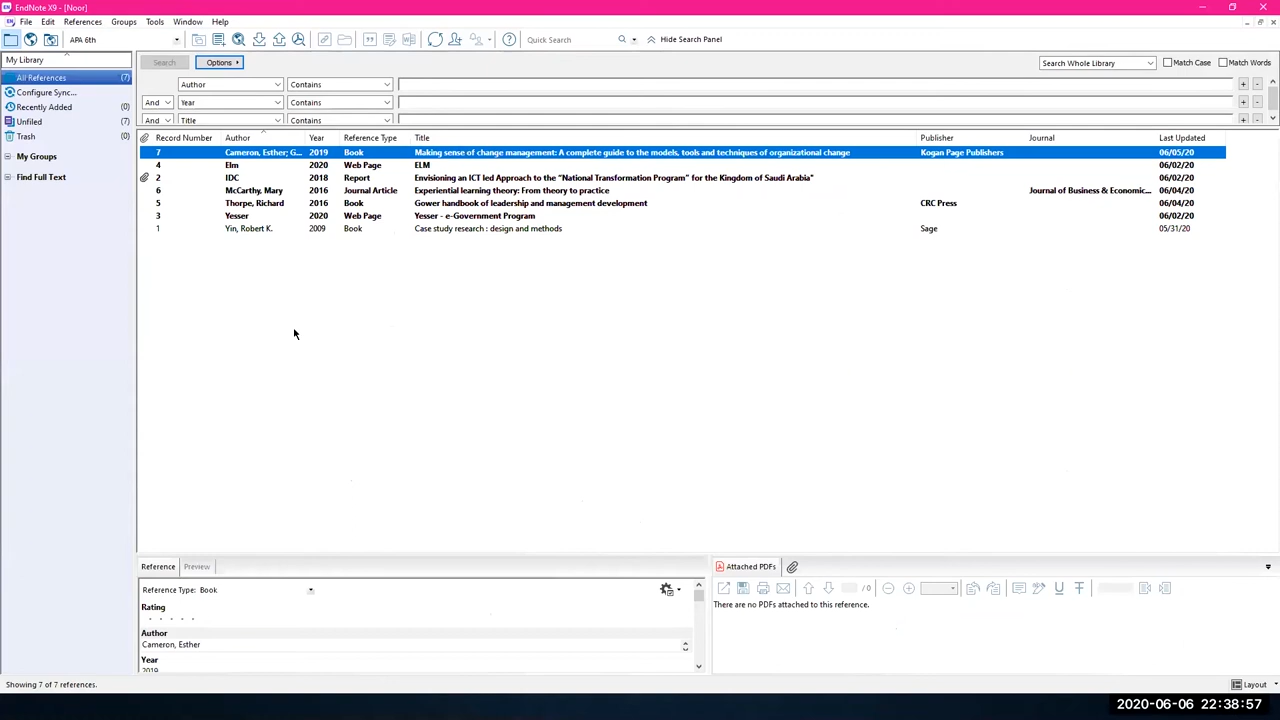 EndNote X9 - [Noor]
File Edit References Groups Tools Window Help
APA 6th Quick Search Hide Search Panel
My Library
All References (7)
Configure Sync...
Recently Added (0)
Unfiled (7)
Trash (0)
My Groups
Find Full Text
Search Options Search Whole Library Match Case Match Words
Author Contains
And Year Contains
And Title Contains
Record Number Author Year Reference Type Title Publisher Journal Last Updated
7 Cameron, Esther; G... 2019 Book Making sense of change management: A complete guide to the models, tools and techniques of organizational change Kogan Page Publishers 06/05/20
4 Elm 2020 Web Page ELM 06/02/20
2 IDC 2018 Report Envisioning an ICT led Approach to the “National Transformation Program” for the Kingdom of Saudi Arabia” 06/02/20
6 McCarthy, Mary 2016 Journal Article Experiential learning theory: From theory to practice Journal of Business & Economic... 06/04/20
5 Thorpe, Richard 2016 Book Gower handbook of leadership and management development CRC Press 06/04/20
3 Yesser 2020 Web Page Yesser - e-Government Program 06/02/20
1 Yin, Robert K. 2009 Book Case study research : design and methods Sage 05/31/20
Reference Preview
Reference Type: Book
Rating
Author
Cameron, Esther
Year
2019
Attached PDFs
/ 0
There are no PDFs attached to this reference.
Showing 7 of 7 references.
Layout
2020-06-06 22:38:57